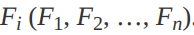 Fᵢ (F₁, F₂, …, Fₙ).